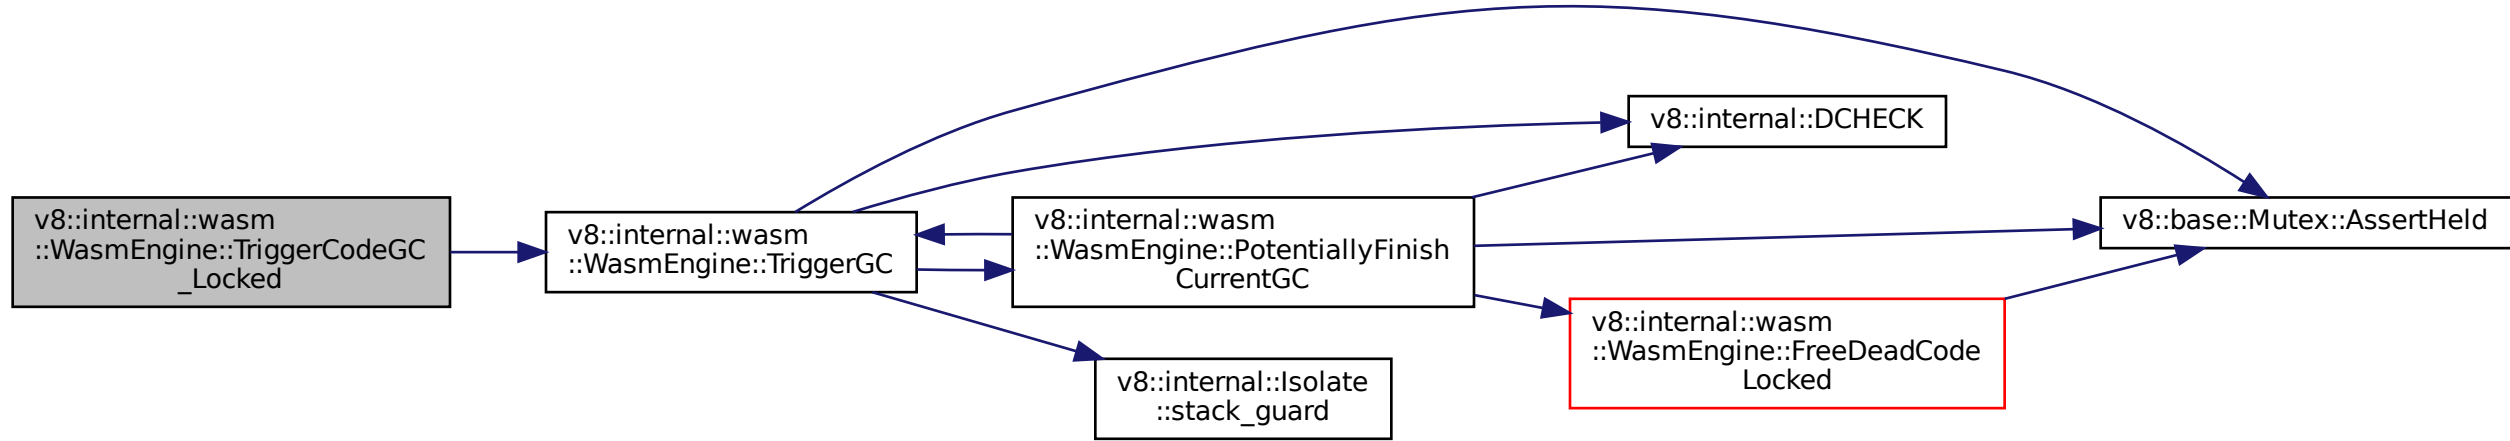 v8::internal::wasm
::WasmEngine::TriggerCodeGC
_Locked
v8::internal::wasm
::WasmEngine::TriggerGC
v8::internal::wasm
::WasmEngine::PotentiallyFinish
CurrentGC
v8::internal::Isolate
::stack_guard
v8::internal::DCHECK
v8::internal::wasm
::WasmEngine::FreeDeadCode
Locked
v8::base::Mutex::AssertHeld